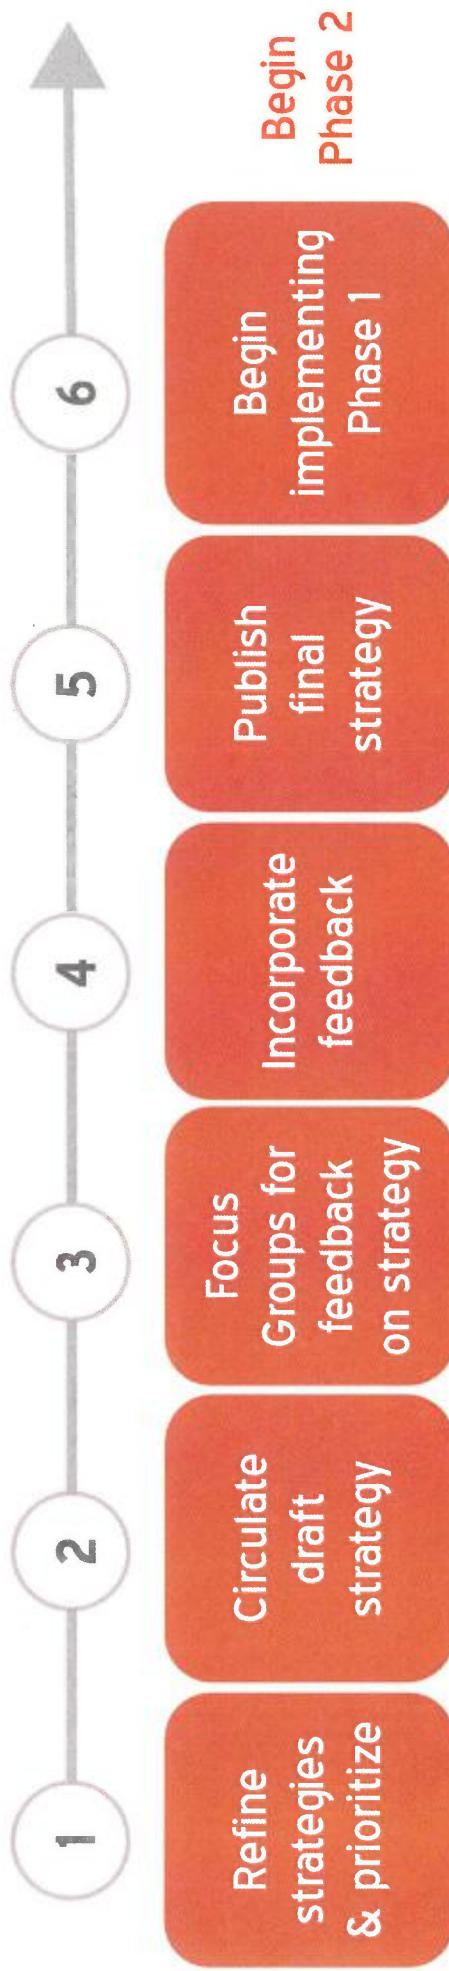 1
2
3
4
5
6
Refine
strategies
& prioritize
Circulate
draft
strategy
Focus
Groups for
feedback
on strategy
Incorporate
feedback
Publish
final
strategy
Begin
implementing
Phase 1
Begin
Phase 2